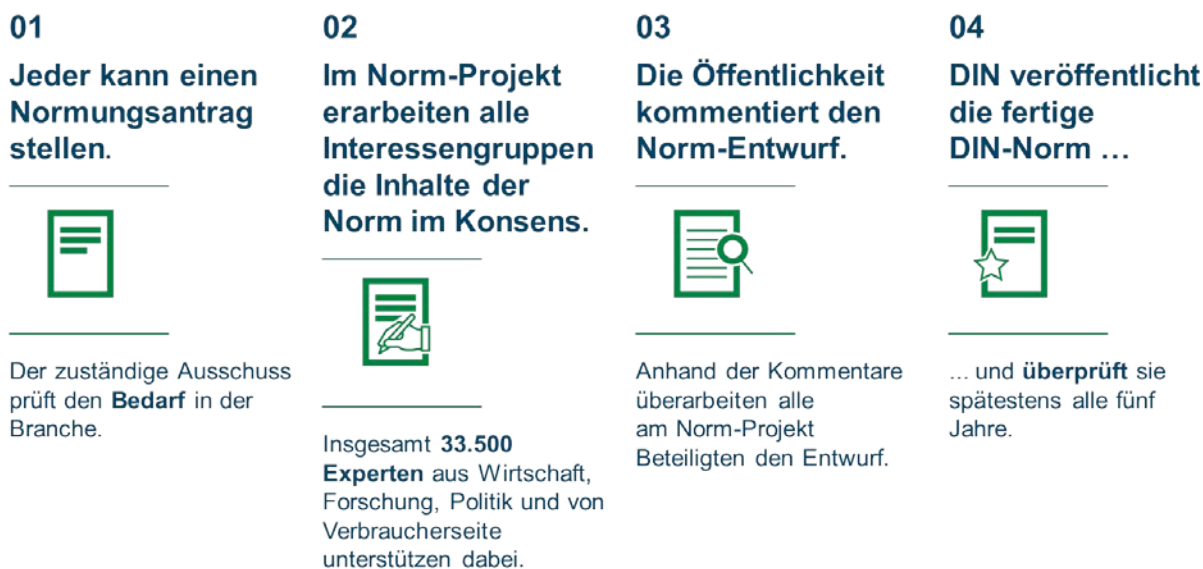 01
Jeder kann einen
Normungsantrag
stellen.
Der zuständige Ausschuss
prüft den Bedarf in der
Branche.
02
Im Norm-Projekt
erarbeiten alle
Interessengruppen
die Inhalte der
Norm im Konsens.
Insgesamt 33.500
Experten aus Wirtschaft,
Forschung, Politik und von
Verbraucherseite
unterstützen dabei.
03
Die Öffentlichkeit
kommentiert den
Norm-Entwurf.
Anhand der Kommentare
überarbeiten alle
am Norm-Projekt
Beteiligten den Entwurf.
04
DIN veröffentlicht
die fertige
DIN-Norm …
... und überprüft sie
spätestens alle fünf
Jahre.